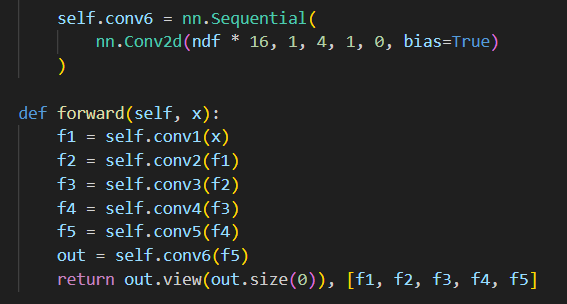 self.conv6 = nn.Sequential(
    nn.Conv2d(ndf * 16, 1, 4, 1, 0, bias=True)
)
def forward(self, x):
    f1 = self.conv1(x)
    f2 = self.conv2(f1)
    f3 = self.conv3(f2)
    f4 = self.conv4(f3)
    f5 = self.conv5(f4)
    out = self.conv6(f5)
    return out.view(out.size(0)), [f1, f2, f3, f4, f5]